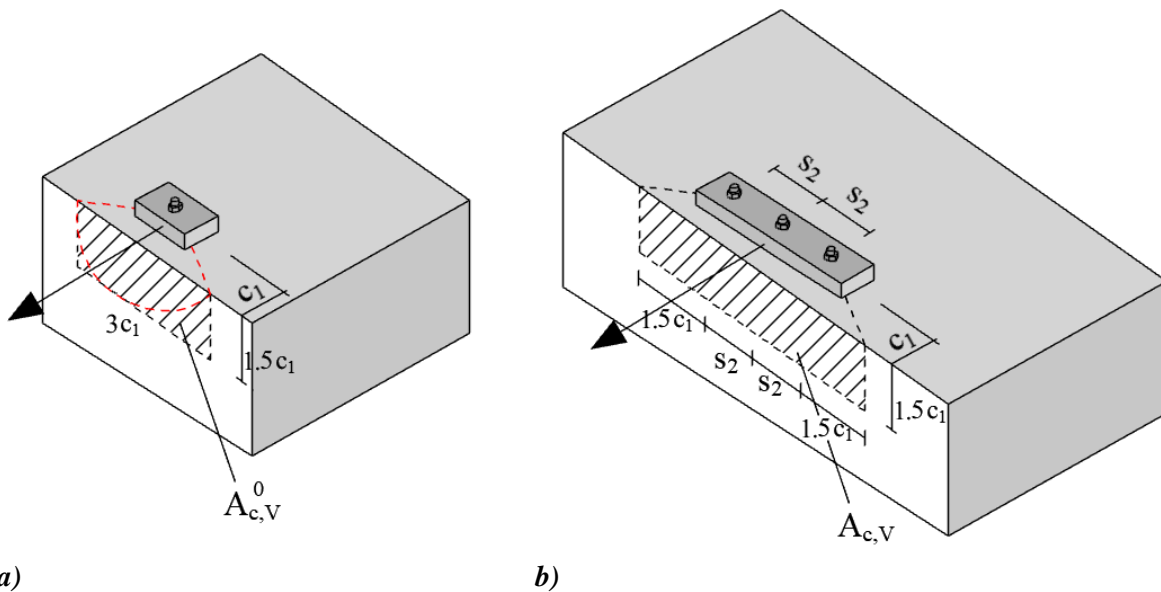 c₁
3c₁
1.5c₁
A⁰c,V
a)
s₂
s₂
c₁
1.5c₁
s₂
s₂
1.5c₁
1.5c₁
Ac,V
b)